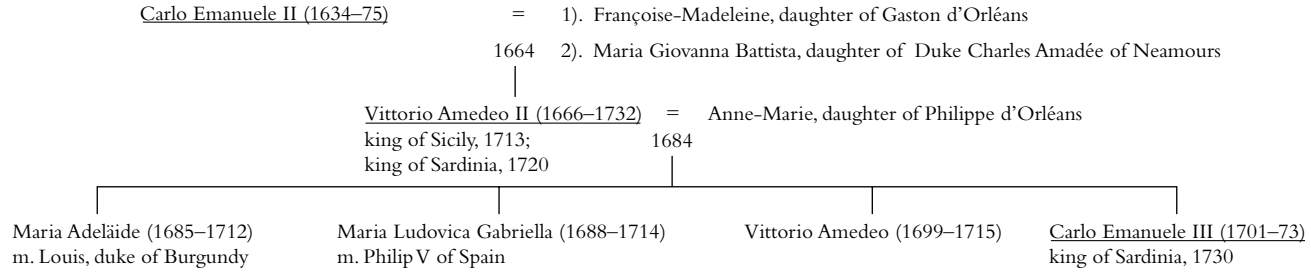 Carlo Emanuele II (1634–75) = 1). Françoise-Madeleine, daughter of Gaston d’Orléans
1664 2). Maria Giovanna Battista, daughter of Duke Charles Amadée of Neamours
Vittorio Amedeo II (1666–1732) = Anne-Marie, daughter of Philippe d’Orléans
king of Sicily, 1713; 1684
king of Sardinia, 1720
Maria Adeläide (1685–1712) Maria Ludovica Gabriella (1688–1714) Vittorio Amedeo (1699–1715) Carlo Emanuele III (1701–73)
m. Louis, duke of Burgundy m. Philip V of Spain king of Sardinia, 1730